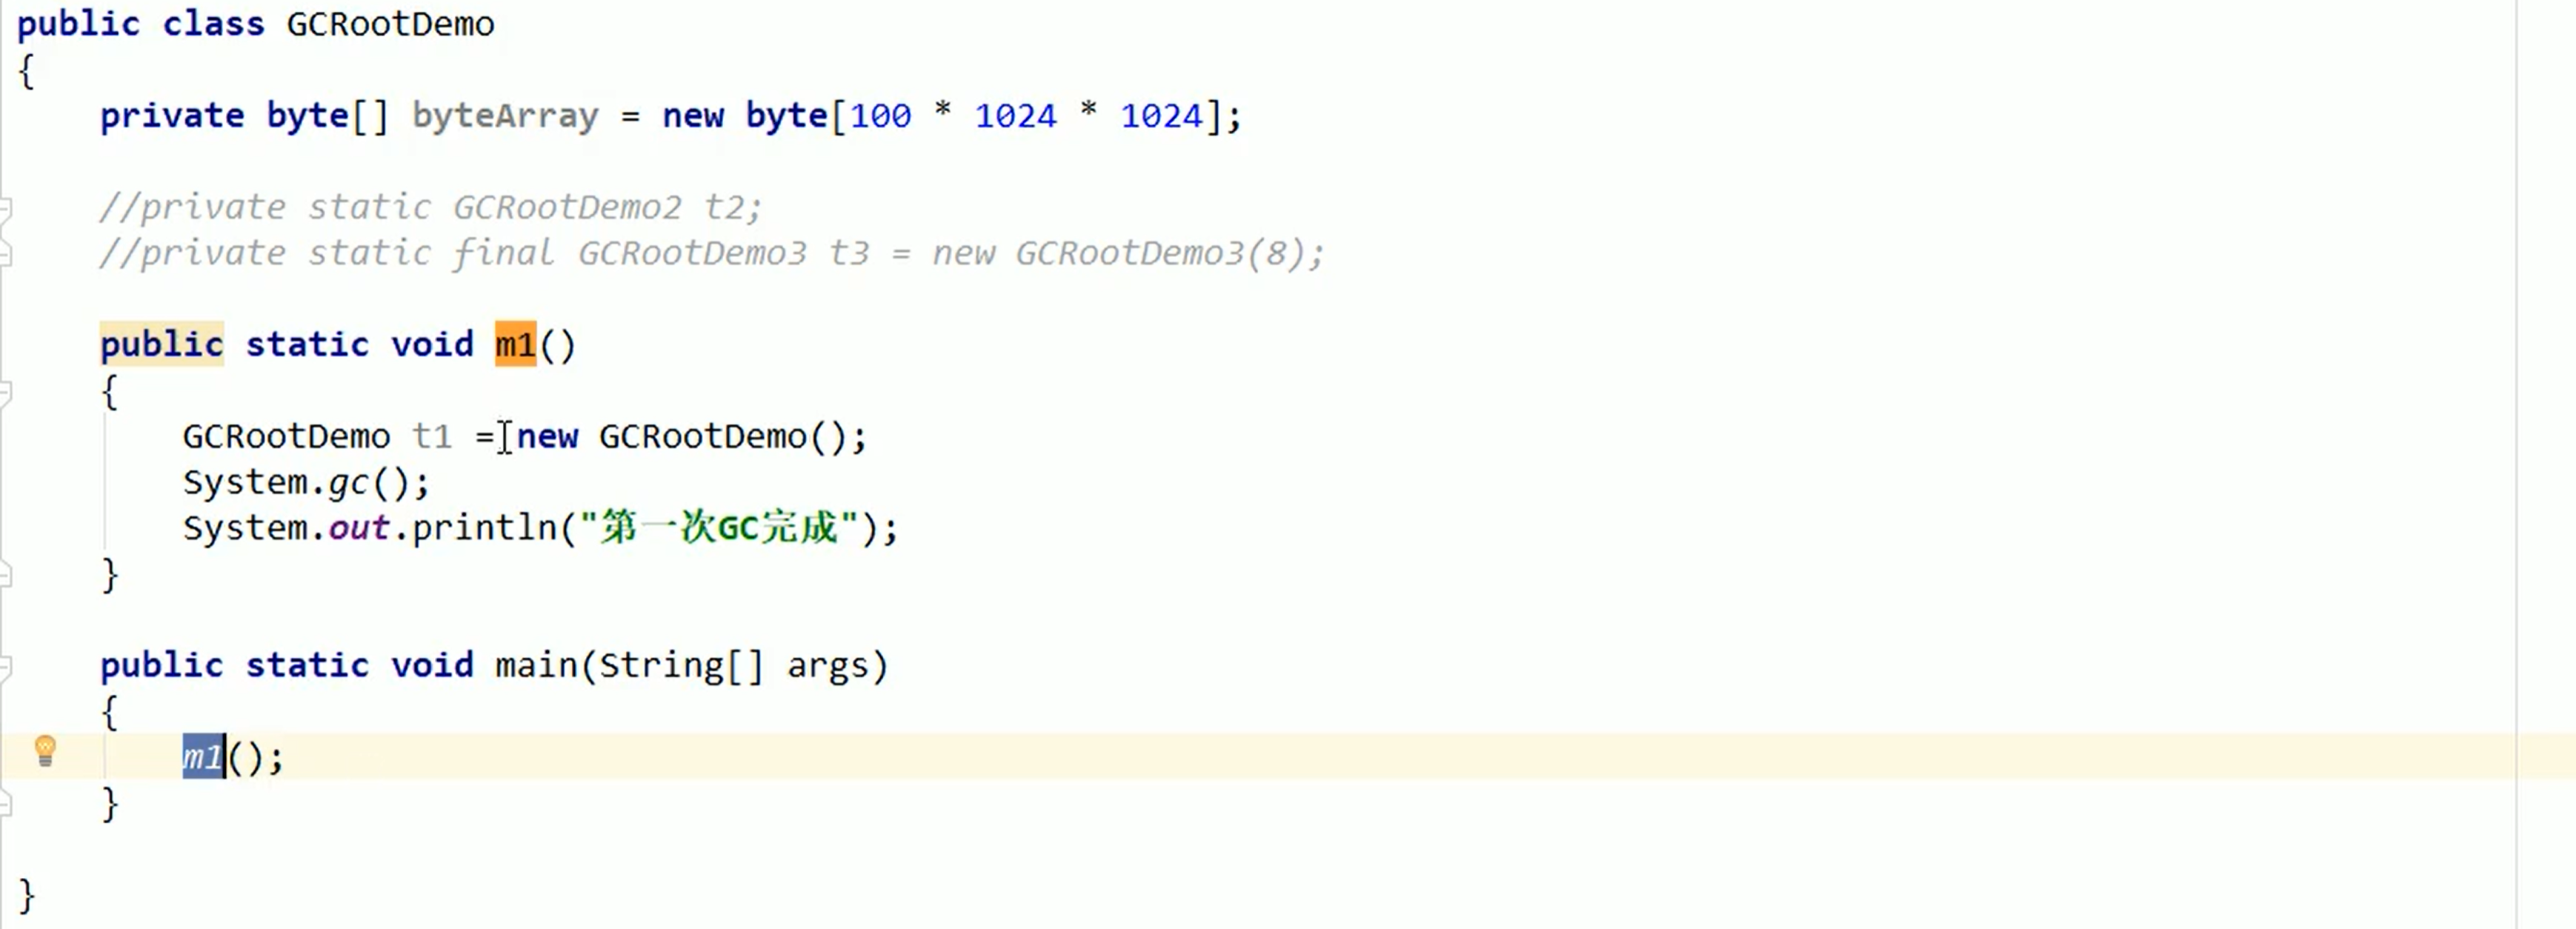 public class GCRootDemo
{
    private byte[] byteArray = new byte[100 * 1024 * 1024];
    //private static GCRootDemo2 t2;
    //private static final GCRootDemo3 t3 = new GCRootDemo3(8);
    public static void m1()
    {
        GCRootDemo t1 = new GCRootDemo();
        System.gc();
        System.out.println("第一次GC完成");
    }
    public static void main(String[] args)
    {
        m1();
    }
}